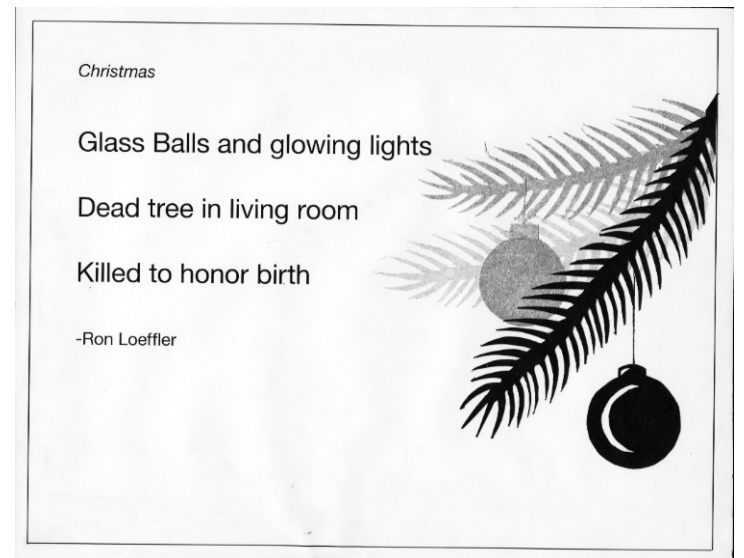 Christmas
Glass Balls and glowing lights
Dead tree in living room
Killed to honor birth
-Ron Loeffler